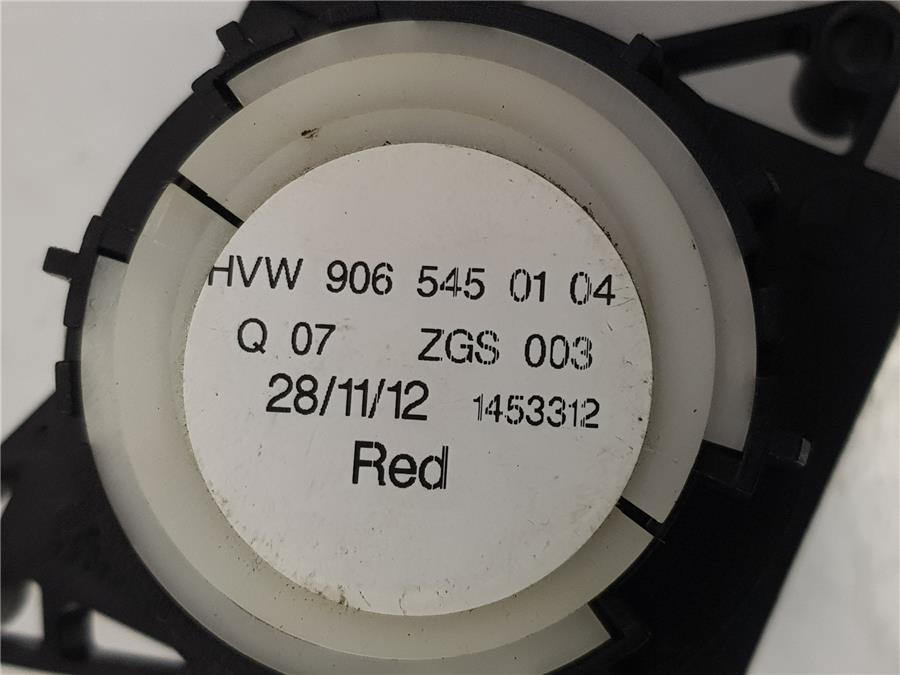 HVW 906 545 01 04
Q 07 ZGS 003
28/11/12 1453312
Red